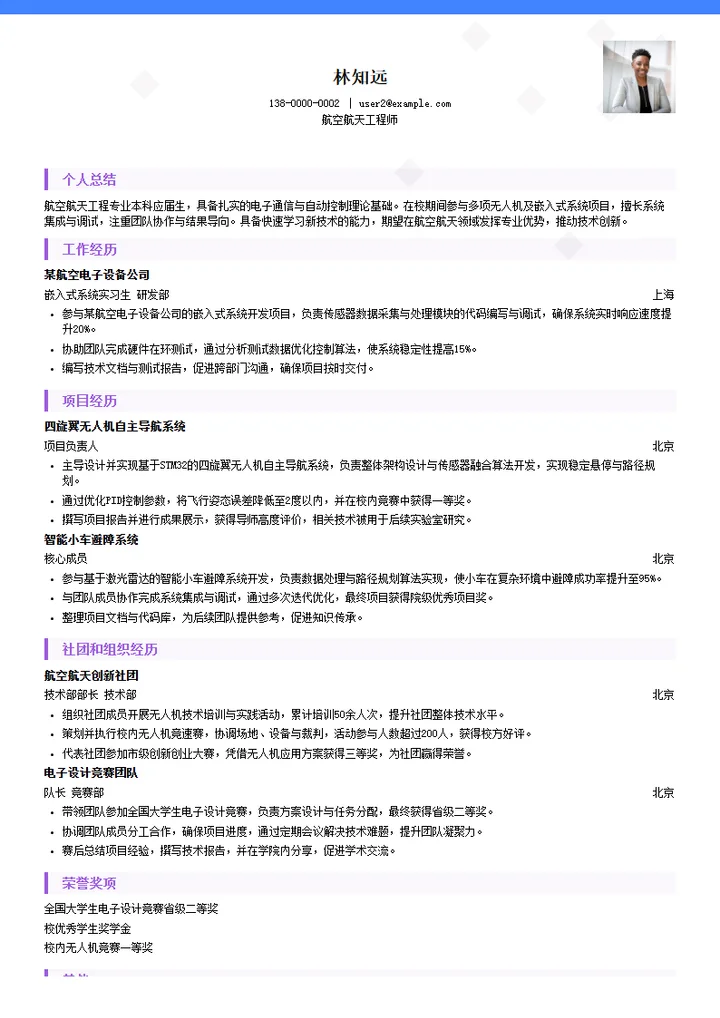 林知远
138-0000-0002 | user2@example.com
航空航天工程师
个人总结
航空航天工程专业本科应届生，具备扎实的电子通信与自动控制理论基础。在校期间参与多项无人机及嵌入式系统项目，擅长系统
集成与调试，注重团队协作与结果导向。具备快速学习新技术的能力，期望在航空航天领域发挥专业优势，推动技术创新。
工作经历
某航空电子设备公司
嵌入式系统实习生 研发部 上海
• 参与某航空电子设备公司的嵌入式系统开发项目，负责传感器数据采集与处理模块的代码编写与调试，确保系统实时响应速度提
升20%。
• 协助团队完成硬件在环测试，通过分析测试数据优化控制算法，使系统稳定性提高15%。
• 编写技术文档与测试报告，促进跨部门沟通，确保项目按时交付。
项目经历
四旋翼无人机自主导航系统
项目负责人 北京
• 主导设计并实现基于STM32的四旋翼无人机自主导航系统，负责整体架构设计与传感器融合算法开发，实现稳定悬停与路径规
划。
• 通过优化PID控制参数，将飞行姿态误差降低至2度以内，并在校内竞赛中获得一等奖。
• 撰写项目报告并进行成果展示，获得导师高度评价，相关技术被用于后续实验室研究。
智能小车避障系统
核心成员 北京
• 参与基于激光雷达的智能小车避障系统开发，负责数据处理与路径规划算法实现，使小车在复杂环境中避障成功率提升至95%。
• 与团队成员协作完成系统集成与调试，通过多次迭代优化，最终项目获得院级优秀项目奖。
• 整理项目文档与代码库，为后续团队提供参考，促进知识传承。
社团和组织经历
航空航天创新社团
技术部部长 技术部 北京
• 组织社团成员开展无人机技术培训与实践活动，累计培训50余人次，提升社团整体技术水平。
• 策划并执行校内无人机竞速赛，协调场地、设备与裁判，活动参与人数超过200人，获得校方好评。
• 代表社团参加市级创新创业大赛，凭借无人机应用方案获得三等奖，为社团赢得荣誉。
电子设计竞赛团队
队长 竞赛部 北京
• 带领团队参加全国大学生电子设计竞赛，负责方案设计与任务分配，最终获得省级二等奖。
• 协调团队成员分工合作，确保项目进度，通过定期会议解决技术难题，提升团队凝聚力。
• 赛后总结项目经验，撰写技术报告，并在学院内分享，促进学术交流。
荣誉奖项
全国大学生电子设计竞赛省级二等奖
校优秀学生奖学金
校内无人机竞赛一等奖